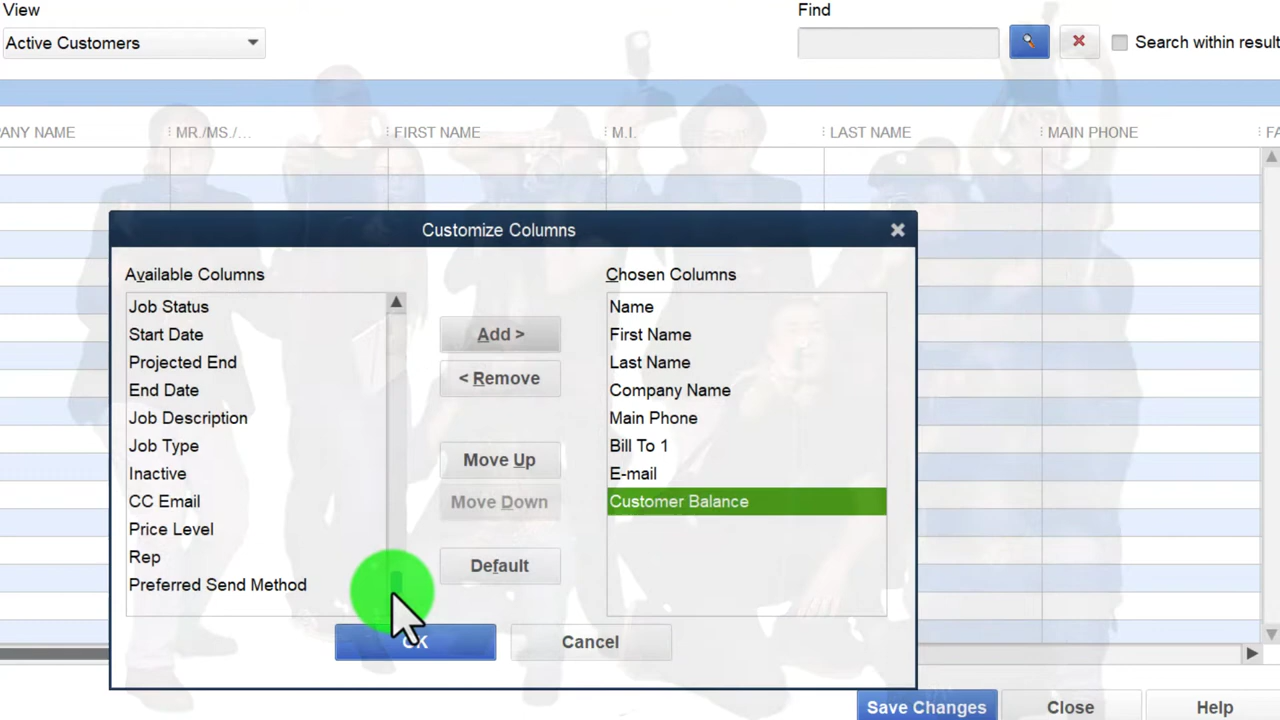 View
Find
Active Customers
Search within result
ANY NAME
MR./MS./...
FIRST NAME
M.I.
LAST NAME
MAIN PHONE
FA
Customize Columns
Available Columns
Job Status
Start Date
Projected End
End Date
Job Description
Job Type
Inactive
CC Email
Price Level
Rep
Preferred Send Method
Add >
< Remove
Move Up
Move Down
Default
Chosen Columns
Name
First Name
Last Name
Company Name
Main Phone
Bill To 1
E-mail
Customer Balance
OK
Cancel
Save Changes
Close
Help